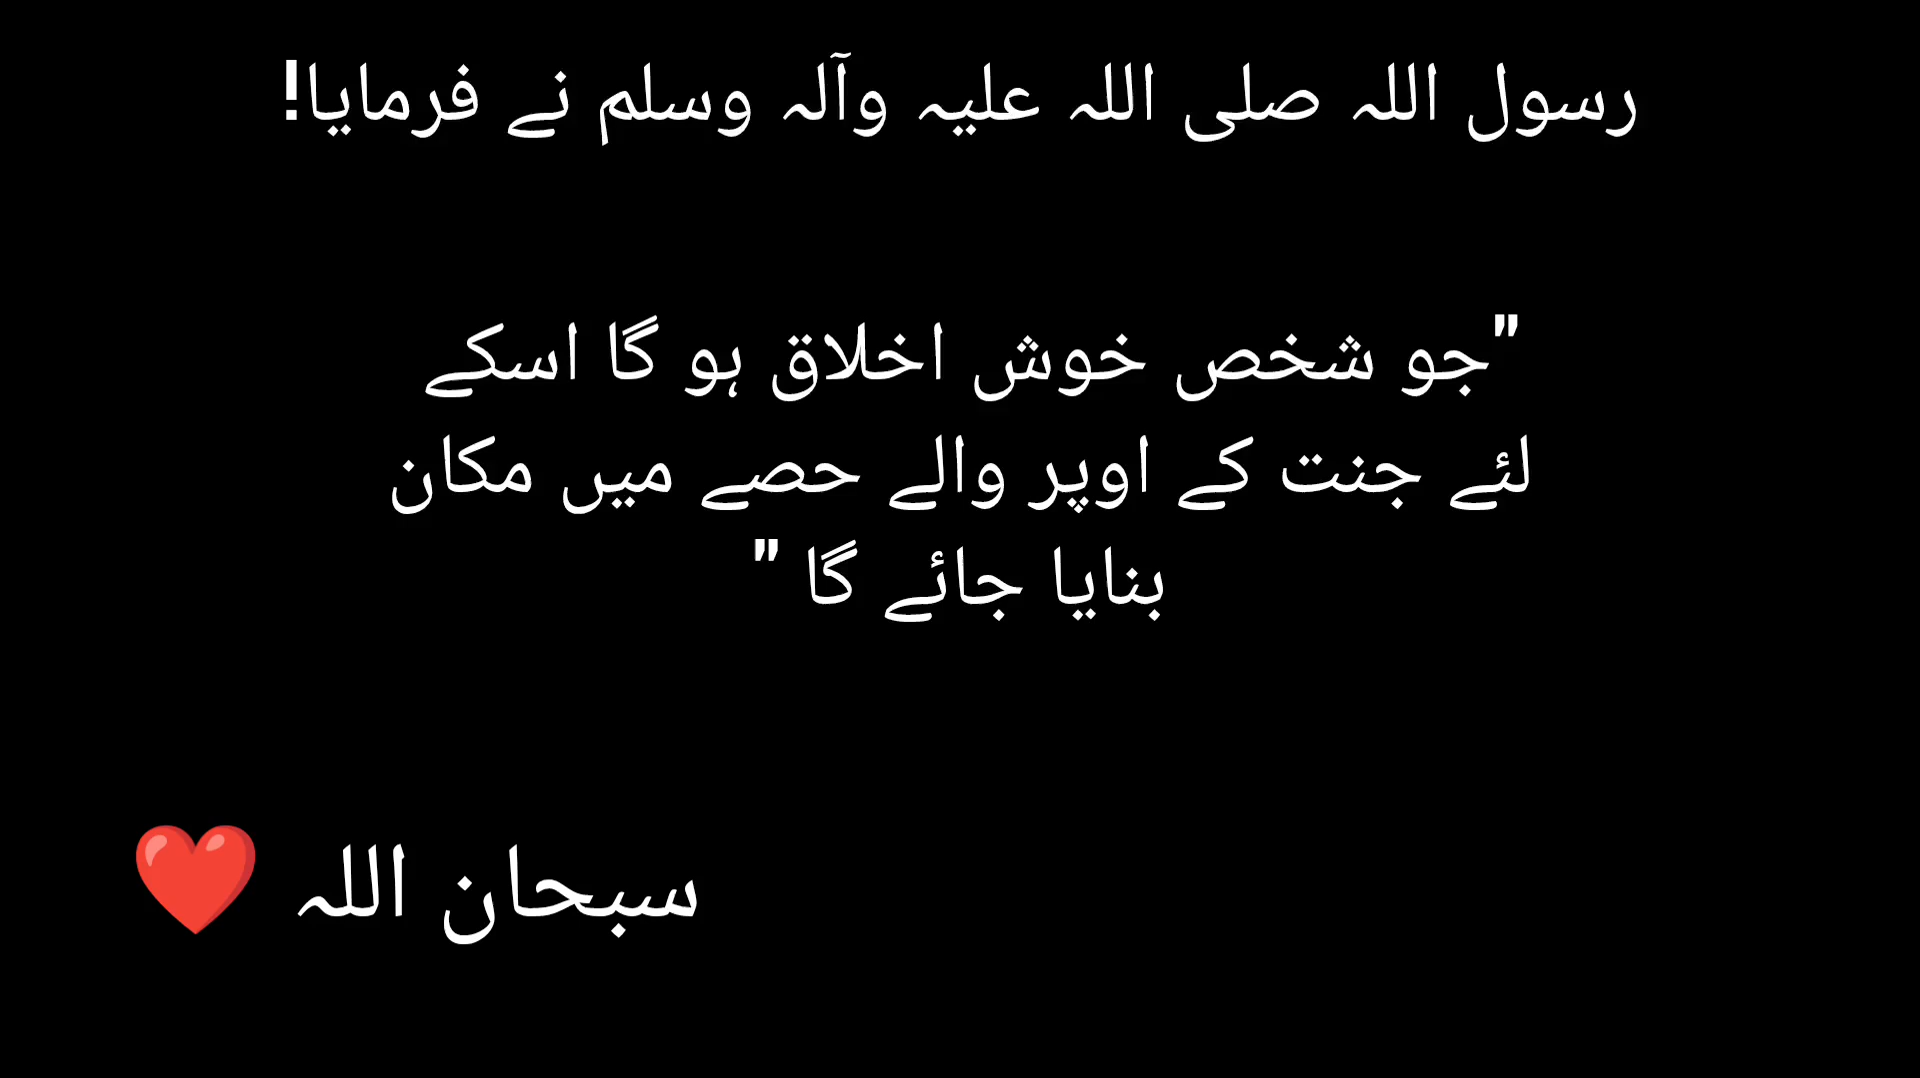 رسول اللہ صلی اللہ علیہ وآلہ وسلم نے فرمایا!
"جو شخص خوش اخلاق ہو گا اسکے
لئے جنت کے اوپر والے حصے میں مکان
بنایا جائے گا "
سبحان اللہ ❤️